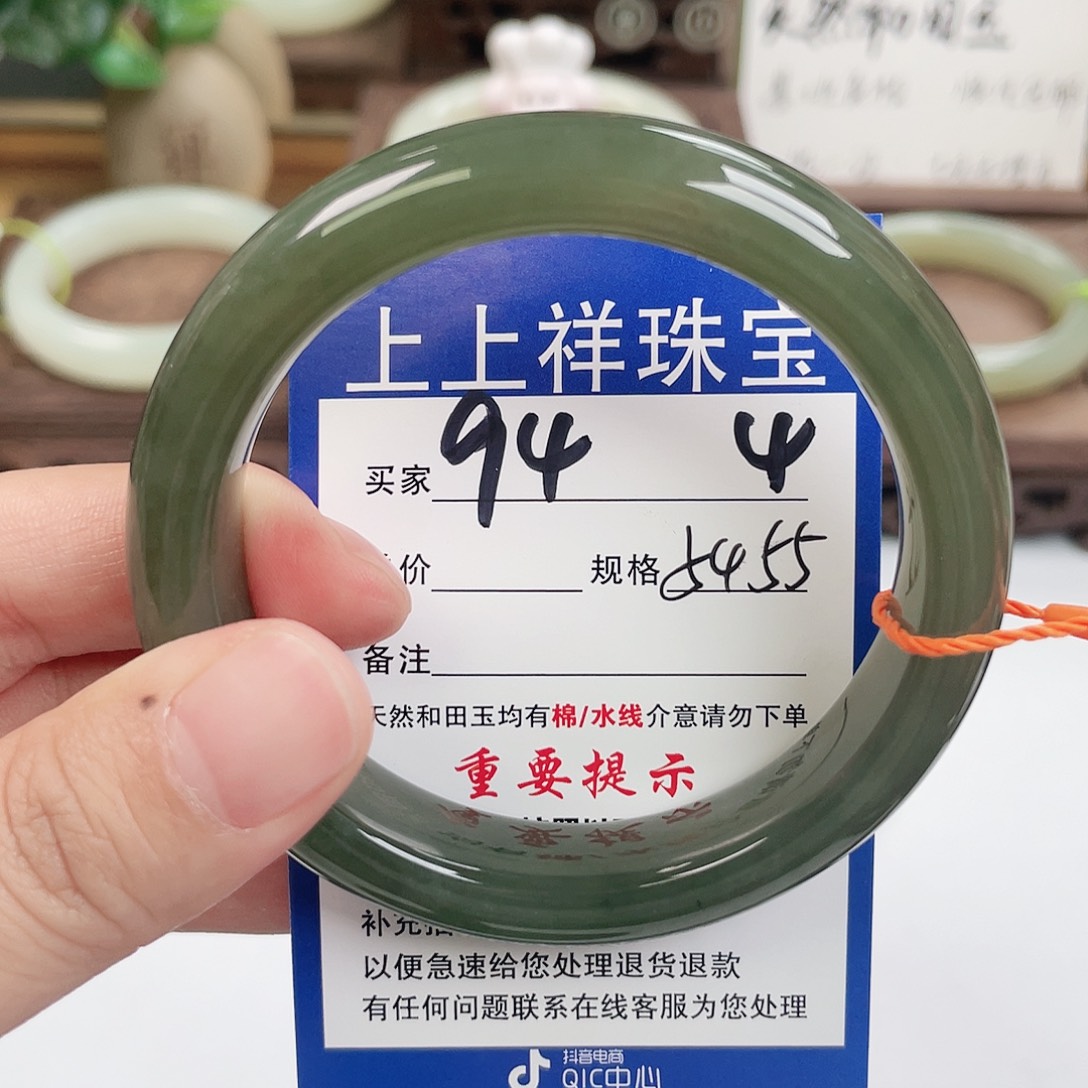 上上祥珠宝
买家 94 4
价 规格 5455
备注
天然和田玉均有棉/水线介意请勿下单
重要提示
补充
以便急速给您处理退货退款
有任何问题联系在线客服为您处理
抖音电商
QIC中心